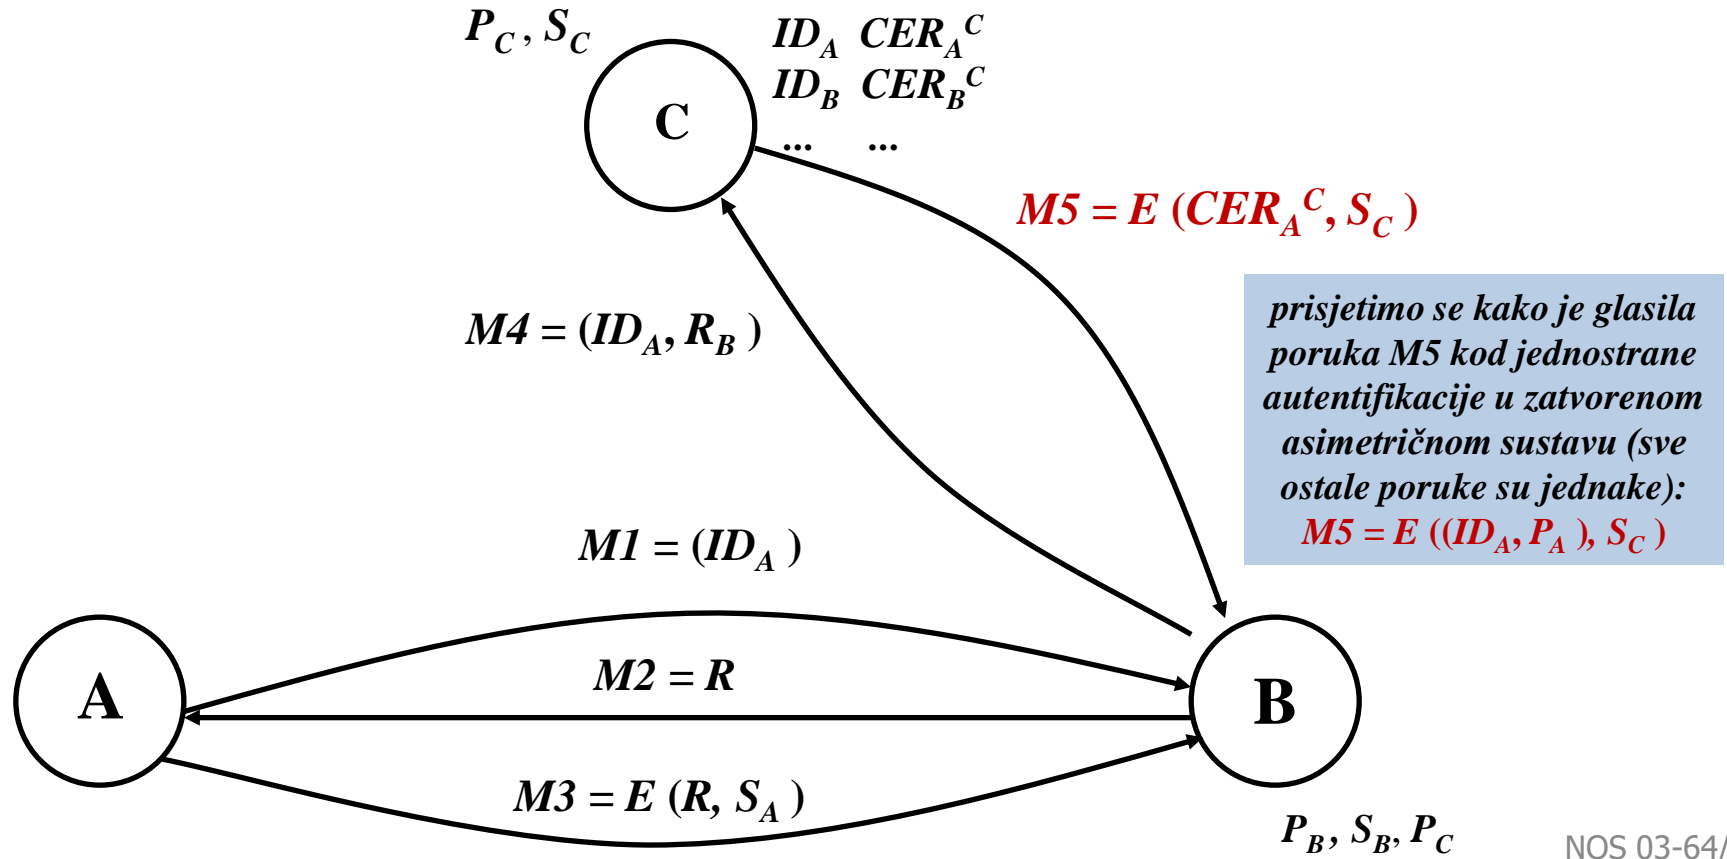 P_C, S_C
ID_A CER_A^C
ID_B CER_B^C
... ...
C
M5 = E (CER_A^C, S_C )
M4 = (ID_A, R_B )
prisjetimo se kako je glasila
poruka M5 kod jednostrane
autentifikacije u zatvorenom
asimetričnom sustavu (sve
ostale poruke su jednake):
M5 = E ((ID_A, P_A ), S_C )
M1 = (ID_A )
M2 = R
A
B
M3 = E (R, S_A )
P_B, S_B, P_C
NOS 03-64/